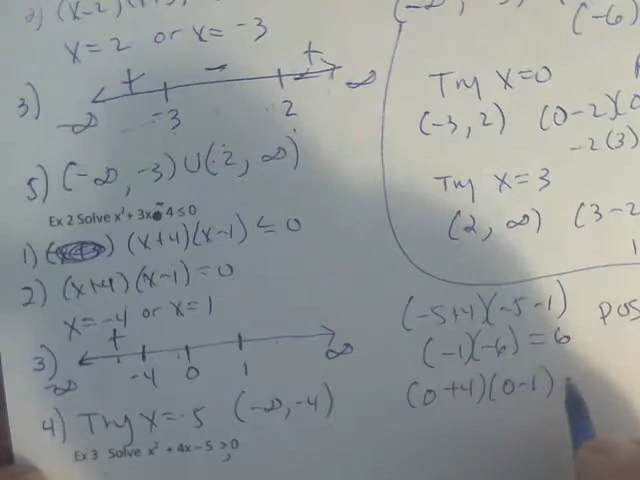 x=2 or x=-3
3) + - +
-∞ -3 2 ∞
5) (-∞, -3) ∪ (2, ∞)
Ex 2 Solve x² + 3x - 4 ≤ 0
1) (x+4)(x-1) ≤ 0
2) (x+4)(x-1) = 0
x=-4 or x=1
3) +
-∞ -4 0 1 ∞
4) Try x=-5 (-∞, -4)
Ex 3 Solve x² + 4x – 5 > 0
(-6)
Try x=0
(-3, 2) (0-2)(0
-2(3)
Try x=3
(2, ∞) (3-2
1
(-5+4)(-5-1) pos
(-1)(-6) = 6
(0+4)(0-1)